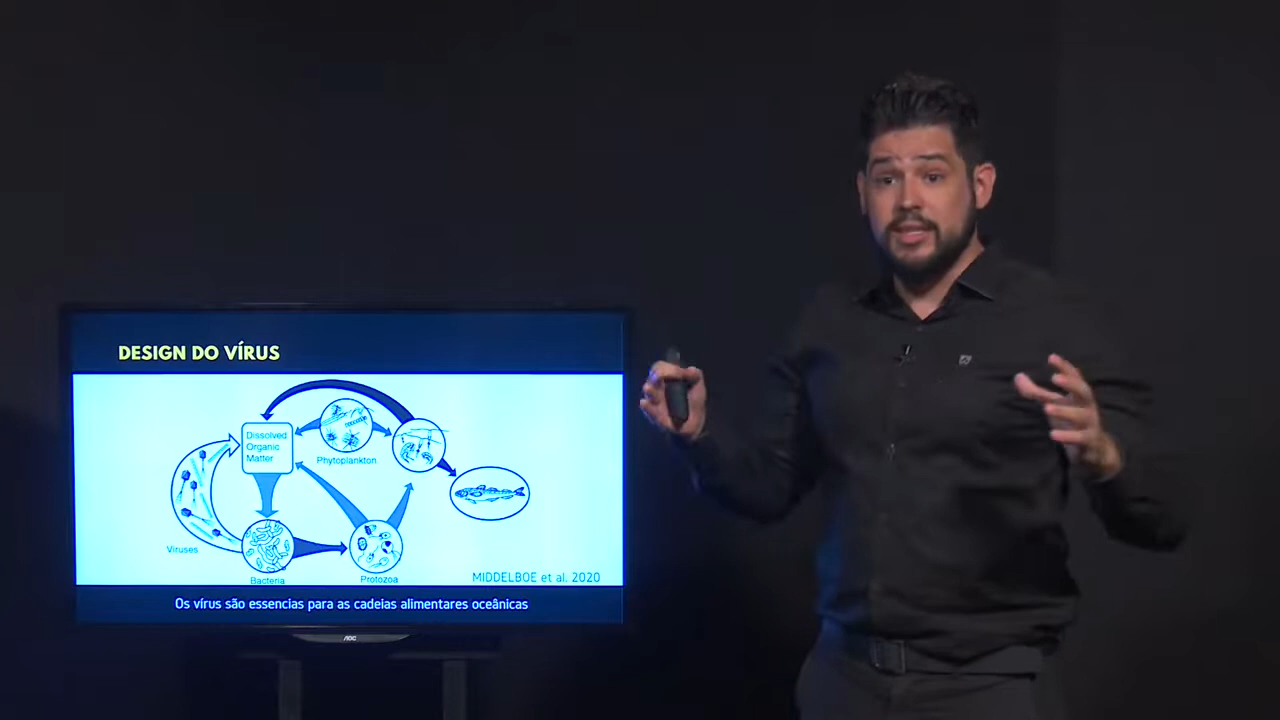 DESIGN DO VÍRUS
Dissolved
Organic
Matter
Phytoplankton
Viruses
Bacteria
Protozoa
MIDDELBOE et al. 2020
Os vírus são essencias para as cadeias alimentares oceânicas
AOC